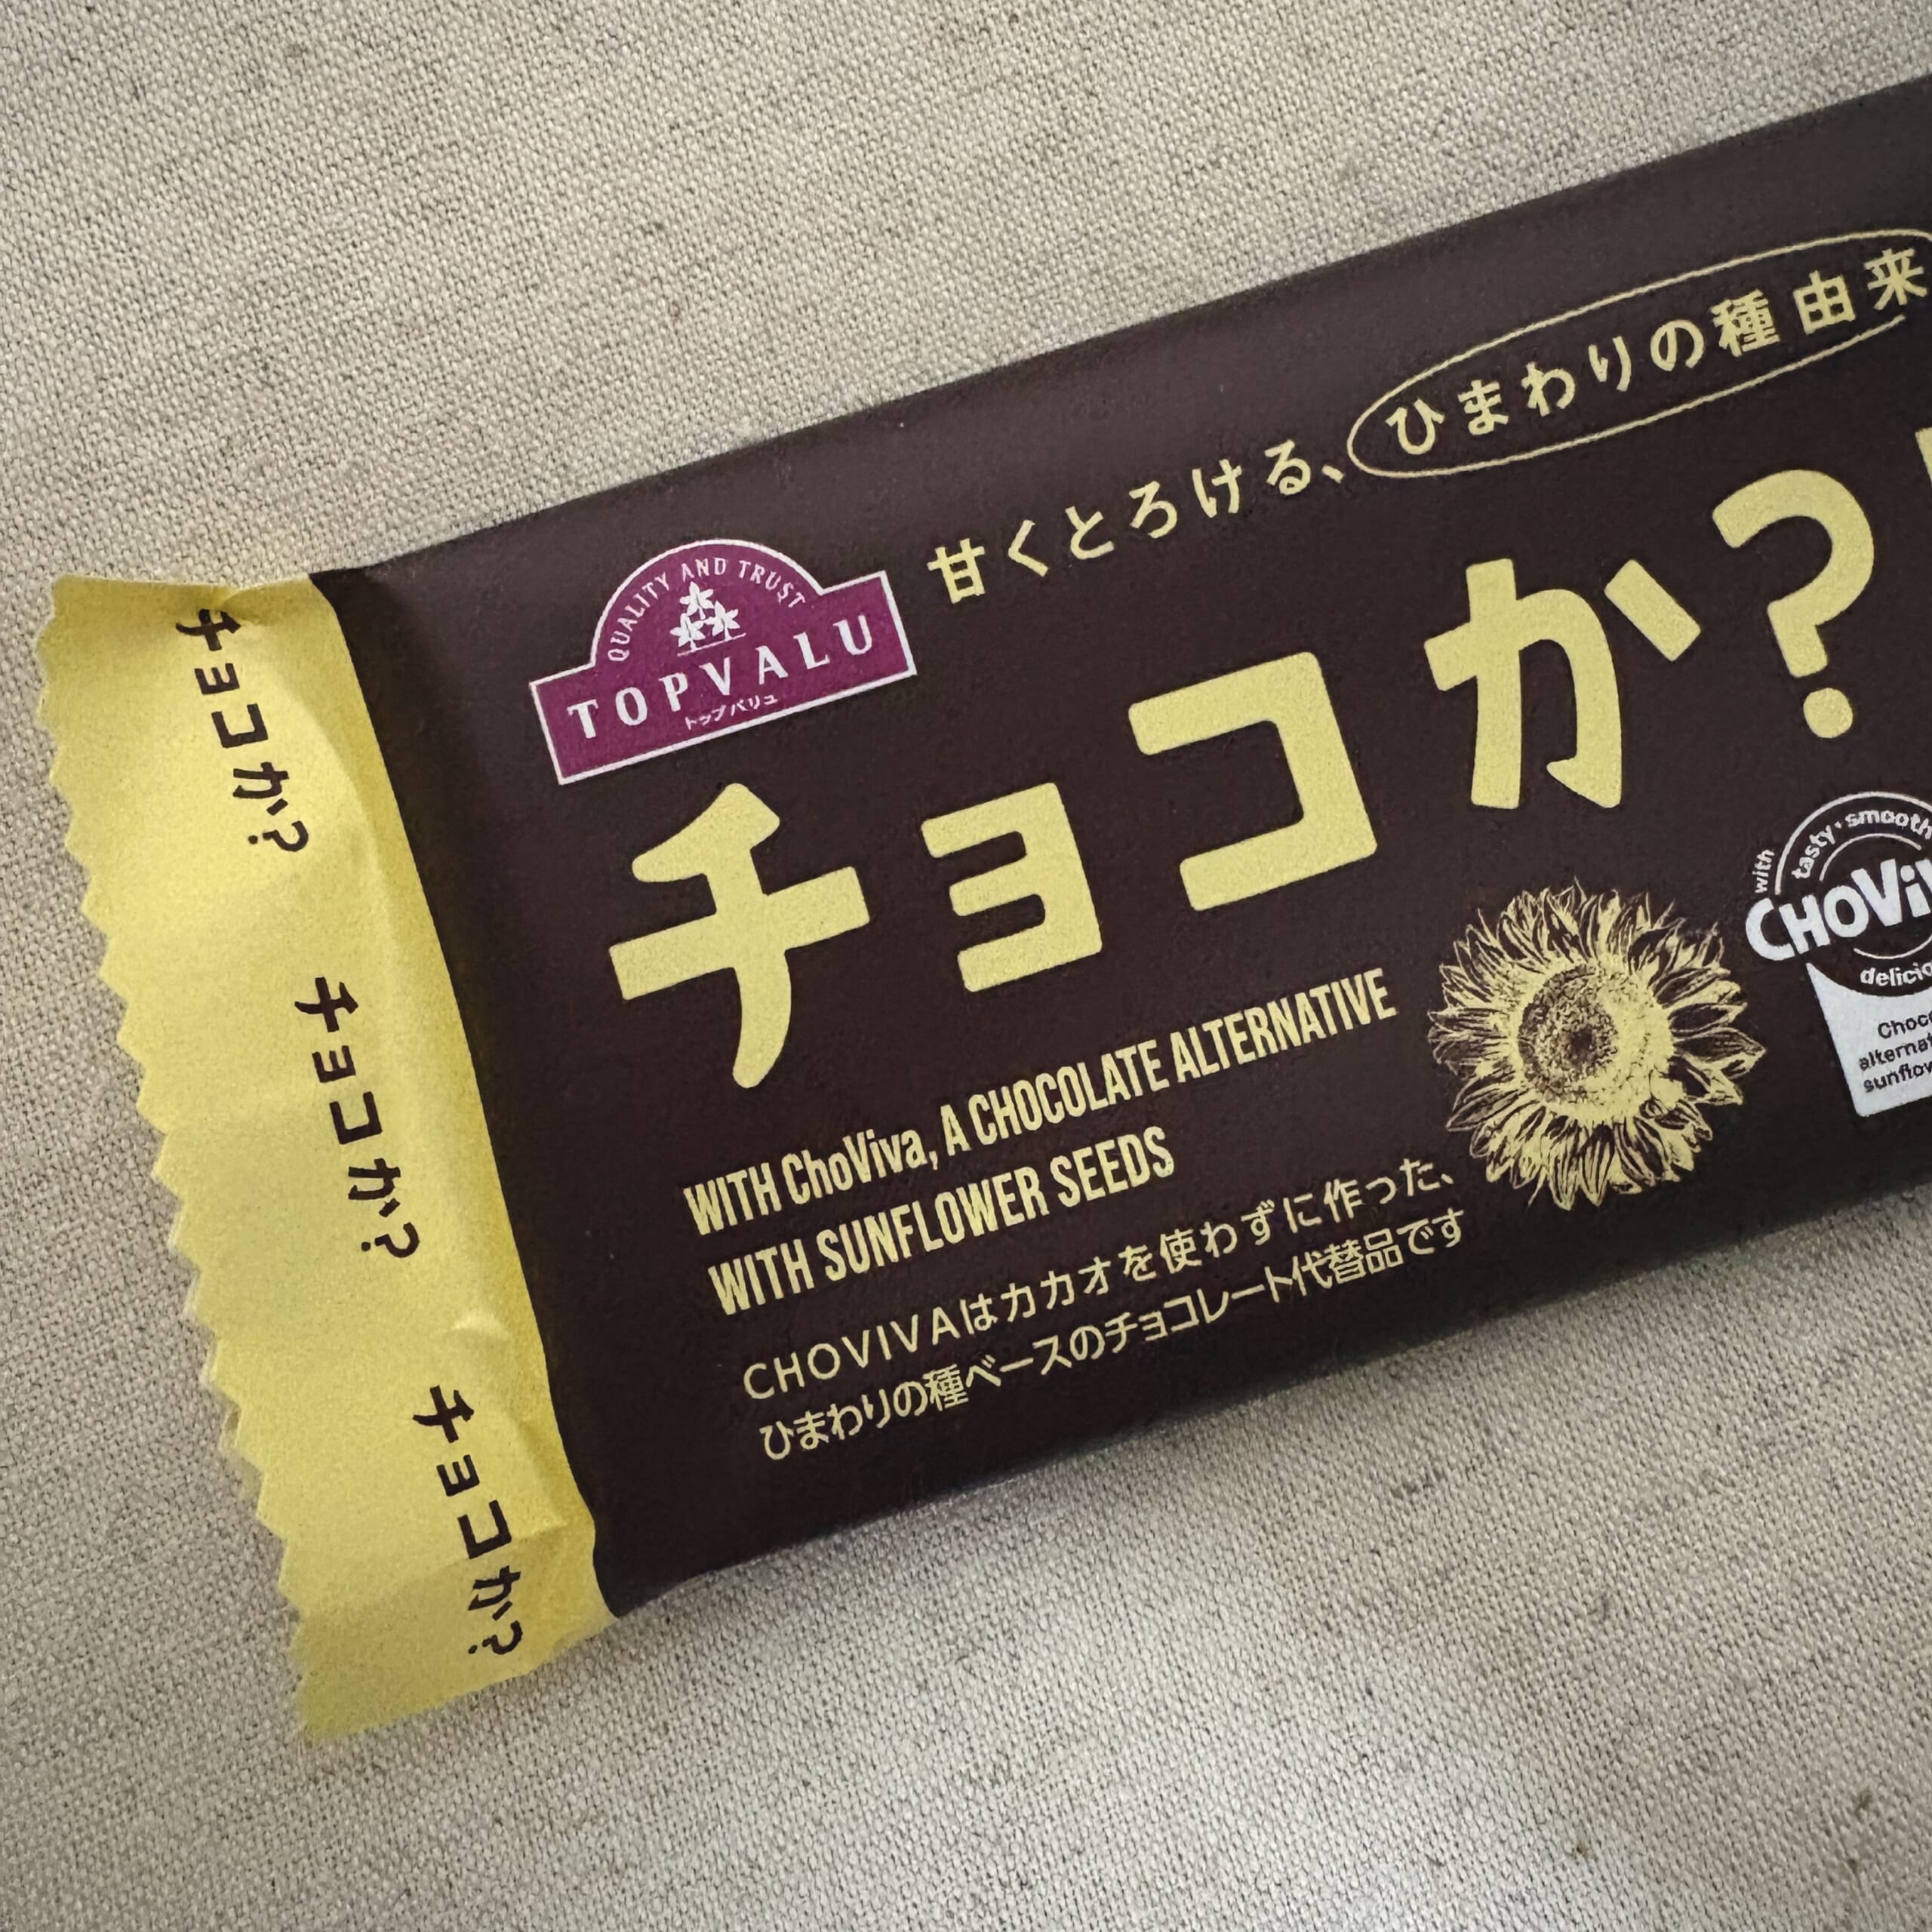 チョコか?
チョコか?
チョコか?
QUALITY AND TRUST
TOPVALU
トップバリュ
甘くとろける、ひまわりの種由来
チョコか?
WITH ChoViva, A CHOCOLATE ALTERNATIVE
WITH SUNFLOWER SEEDS
CHOVIVAはカカオを使わずに作った、
ひまわりの種ベースのチョコレート代替品です
with
tasty・smooth